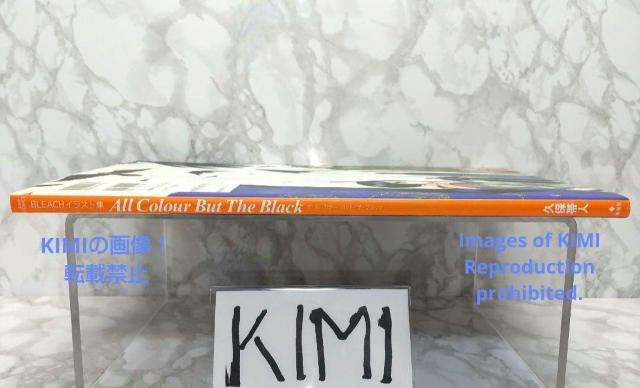 BLEACHイラスト集 All Colour But The Black 久保帯人
KIMIの画像！
転載禁止
Images of KIMI
Reproduction
prohibited.
KIMI